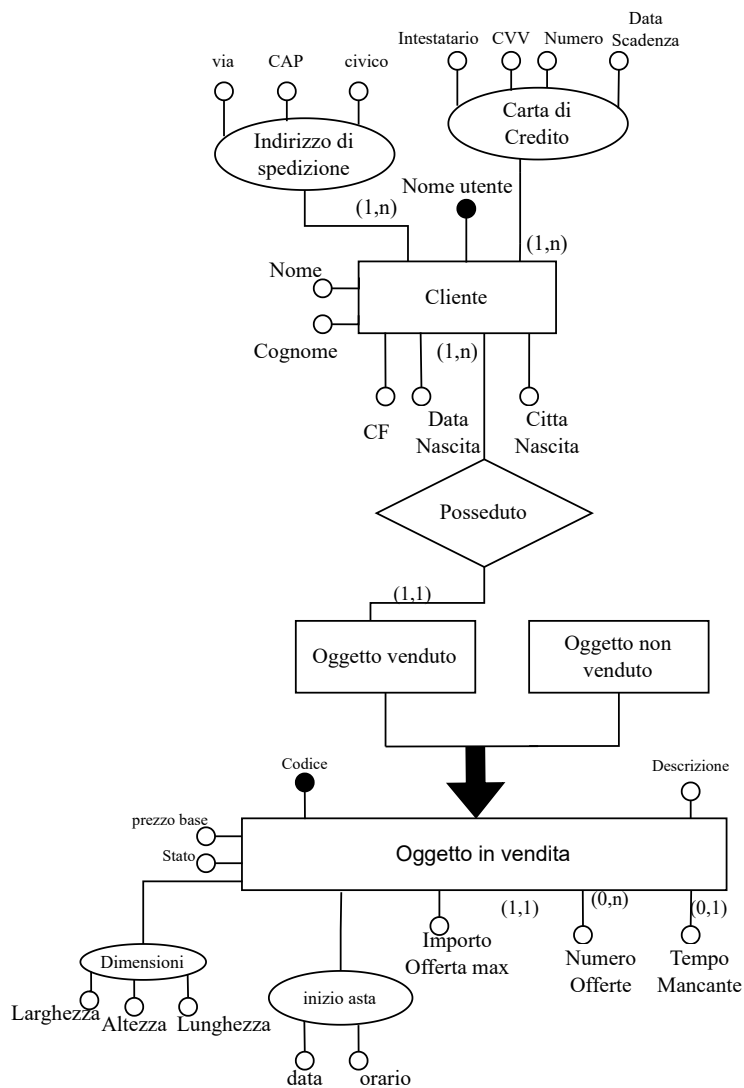 Data
Scadenza
Intestatario
CVV
Numero
via
CAP
civico
Carta di
Credito
Indirizzo di
spedizione
Nome utente
(1,n)
(1,n)
Nome
Cliente
Cognome
(1,n)
CF
Data
Nascita
Citta
Nascita
Posseduto
(1,1)
Oggetto venduto
Oggetto non
venduto
Codice
Descrizione
prezzo base
Stato
Oggetto in vendita
(1,1)
(0,n)
(0,1)
Importo
Offerta max
Numero
Offerte
Tempo
Mancante
Dimensioni
Larghezza
Altezza
Lunghezza
inizio asta
data
orario